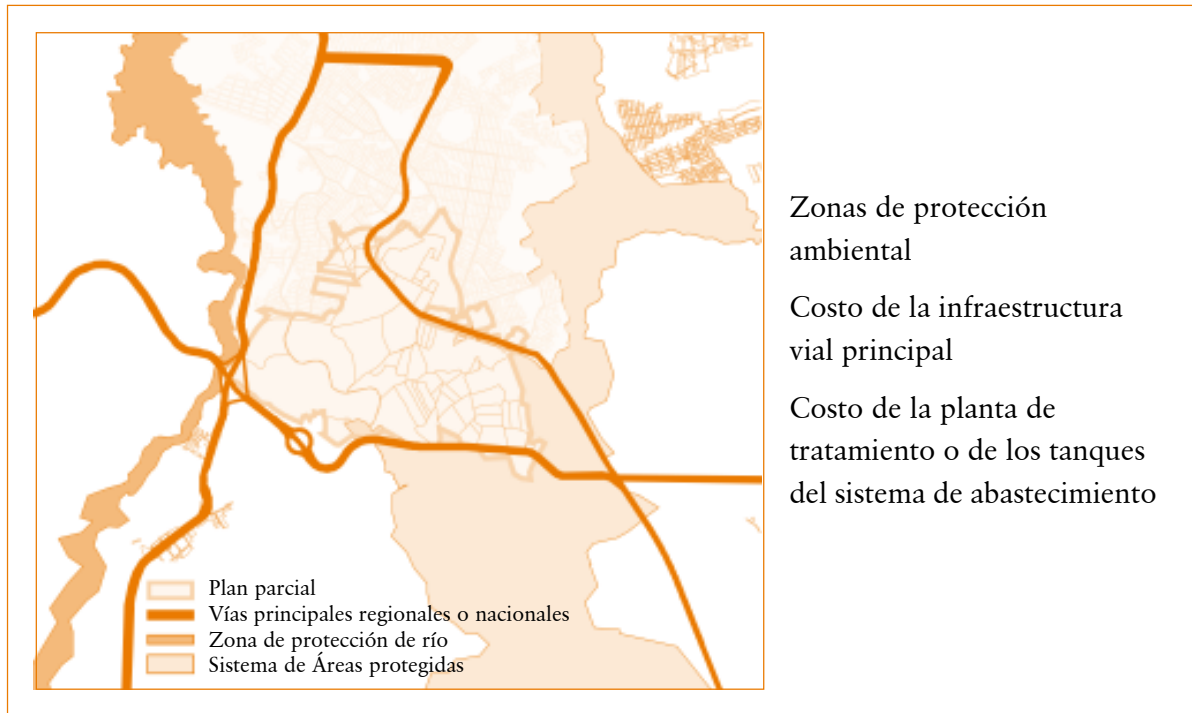 Zonas de protección
ambiental
Costo de la infraestructura
vial principal
Costo de la planta de
tratamiento o de los tanques
del sistema de abastecimiento
Plan parcial
Vías principales regionales o nacionales
Zona de protección de río
Sistema de Áreas protegidas